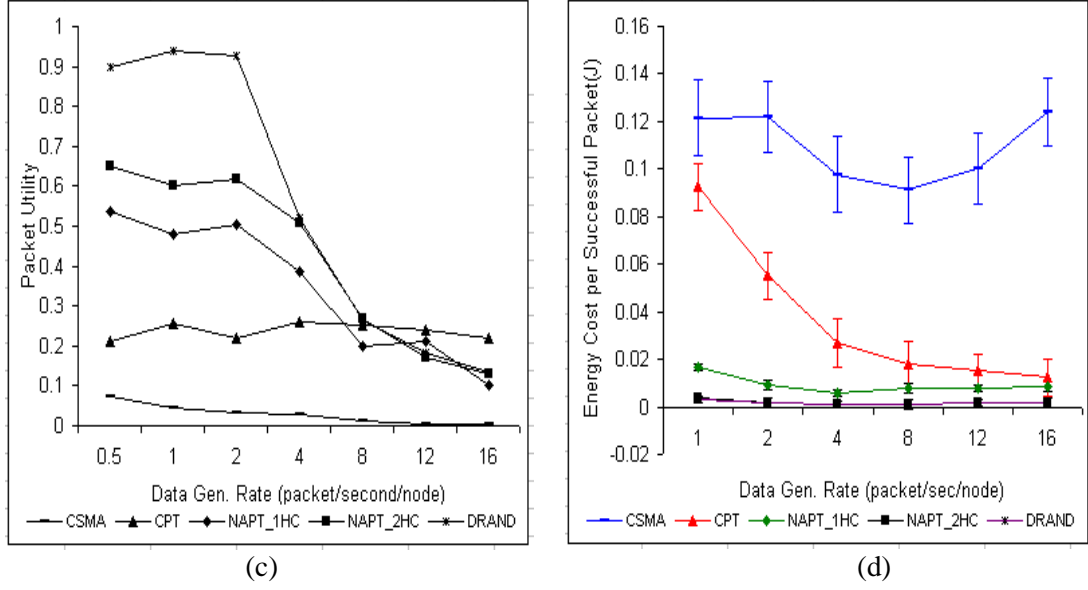 1
0.9
0.8
0.7
0.6
0.5
0.4
0.3
0.2
0.1
0
Packet Utility
0.5 1 2 4 8 12 16
Data Gen. Rate (packet/second/node)
CSMA CPT NAPT_1HC NAPT_2HC DRAND
(c)
0.16
0.14
0.12
0.1
0.08
0.06
0.04
0.02
0
-0.02
Energy Cost per Successful Packet(J)
1 2 4 8 12 16
Data Gen. Rate (packet/sec/node)
CSMA CPT NAPT_1HC NAPT_2HC DRAND
(d)